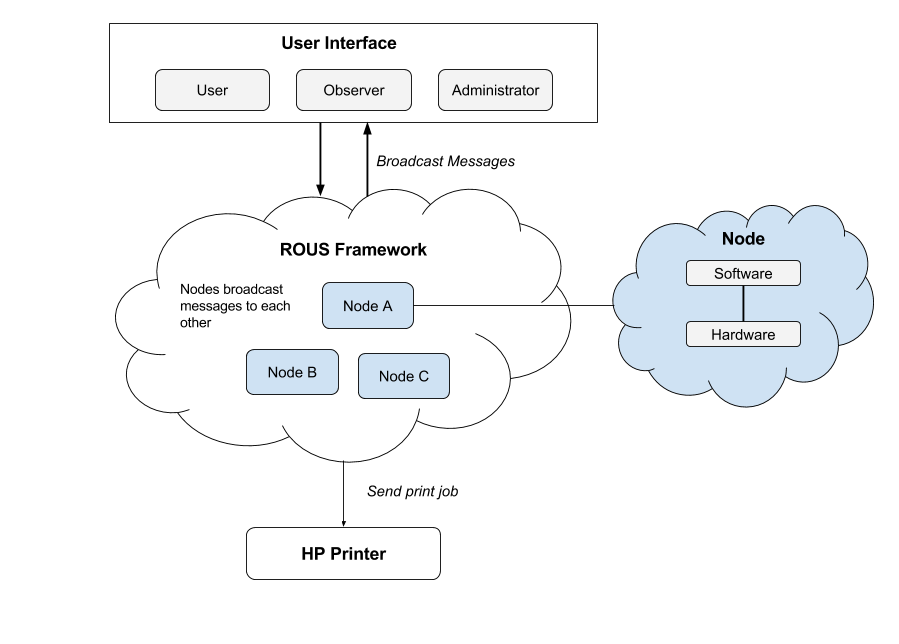 User Interface
User
Observer
Administrator
Broadcast Messages
ROUS Framework
Nodes broadcast
messages to each
other
Node A
Node B
Node C
Node
Software
Hardware
Send print job
HP Printer